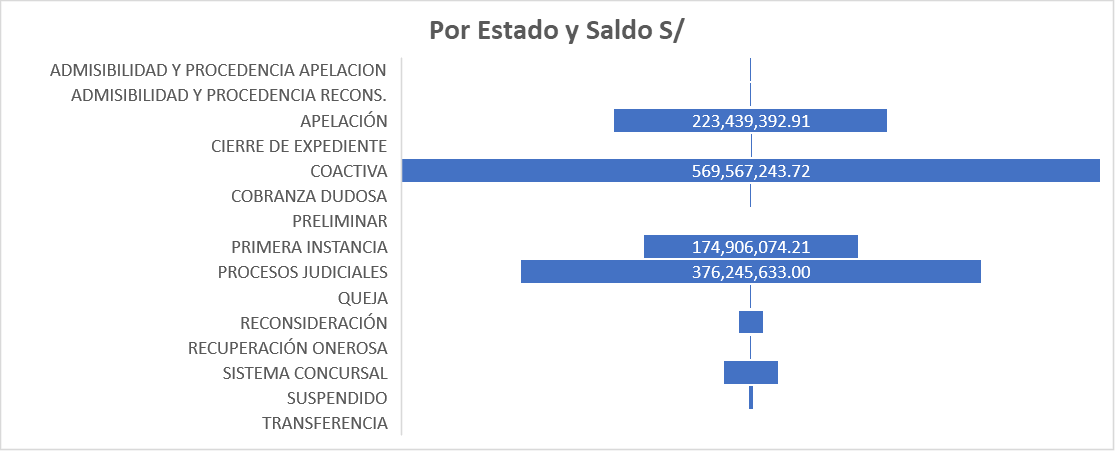 Por Estado y Saldo S/
ADMISIBILIDAD Y PROCEDENCIA APELACION
ADMISIBILIDAD Y PROCEDENCIA RECONS.
APELACIÓN 223,439,392.91
CIERRE DE EXPEDIENTE
COACTIVA 569,567,243.72
COBRANZA DUDOSA
PRELIMINAR
PRIMERA INSTANCIA 174,906,074.21
PROCESOS JUDICIALES 376,245,633.00
QUEJA
RECONSIDERACIÓN
RECUPERACIÓN ONEROSA
SISTEMA CONCURSAL
SUSPENDIDO
TRANSFERENCIA